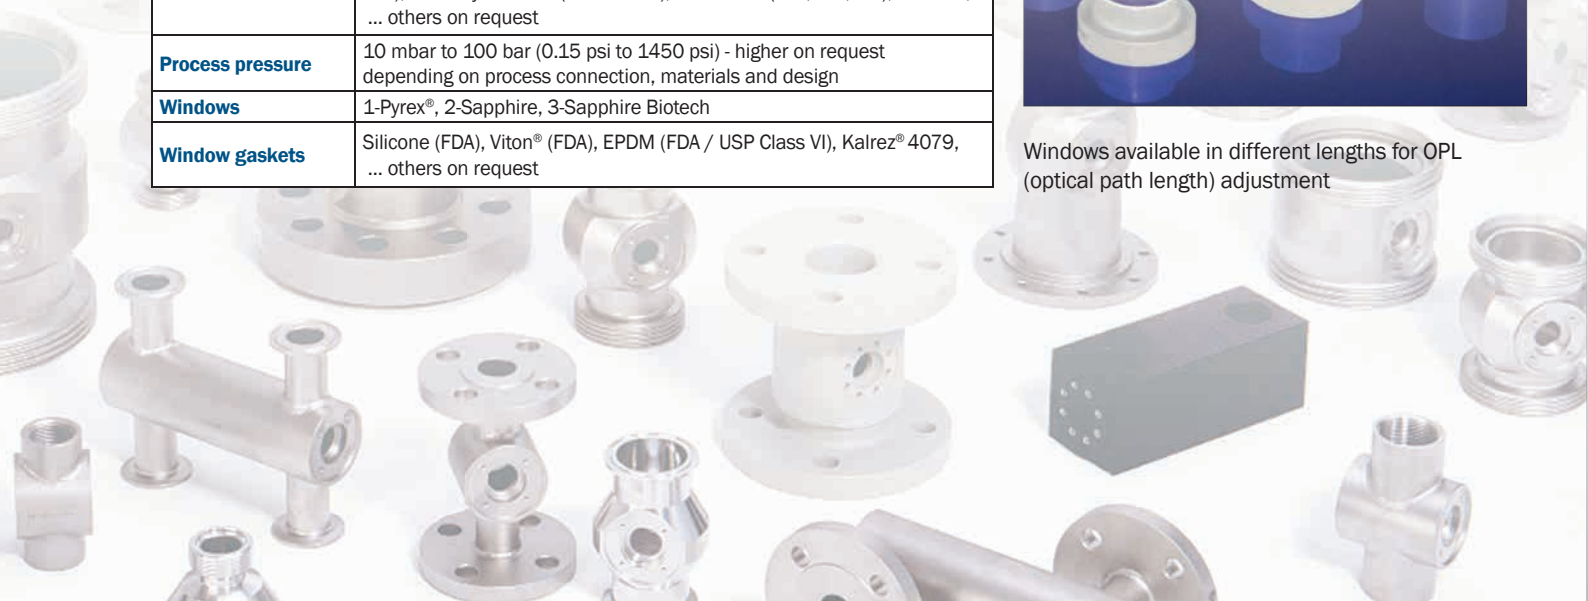 ... others on request
Process pressure
10 mbar to 100 bar (0.15 psi to 1450 psi) - higher on request
depending on process connection, materials and design
Windows
1-Pyrex®, 2-Sapphire, 3-Sapphire Biotech
Window gaskets
Silicone (FDA), Viton® (FDA), EPDM (FDA / USP Class VI), Kalrez® 4079,
... others on request
Windows available in different lengths for OPL
(optical path length) adjustment